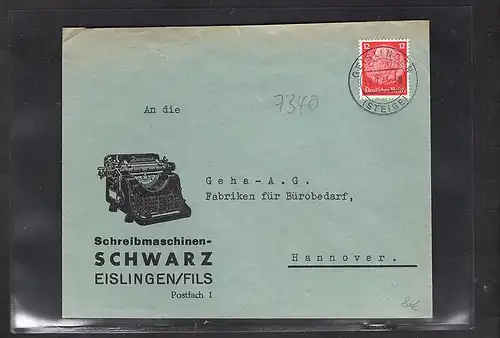 12 12
Deutsches Reich
GEISLINGEN
(STEIGE)
7340
An die
Geha-A.G.
Fabriken für Bürobedarf,
Hannover.
Schreibmaschinen-
SCHWARZ
EISLINGEN/FILS
Postfach 1